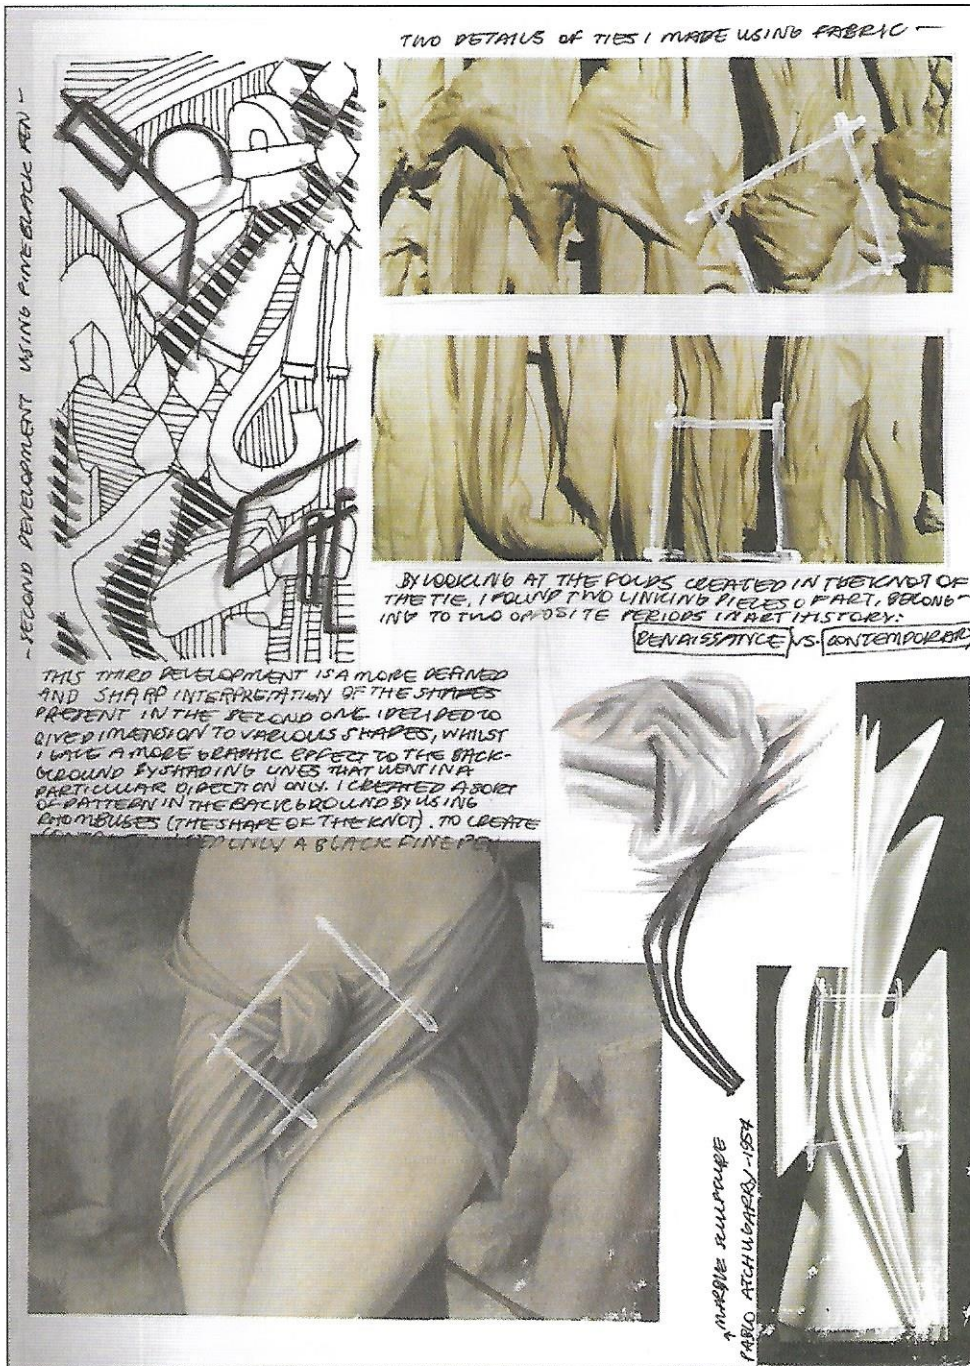 TWO DETAILS OF TIES I MADE USING FABRIC —
- SECOND DEVELOPMENT USING FINE BLACK PEN -
BY LOOKING AT THE FOLDS CREATED IN THE KNOT OF
THE TIE, I FOUND TWO LINKING PIECES OF ART, BELONG-
ING TO TWO OPPOSITE PERIODS IN ART HISTORY:
RENAISSANCE VS CONTEMPORARY
THIS THIRD DEVELOPMENT IS A MORE DEFINED
AND SHARP INTERPRETATION OF THE SHAPES
PRESENT IN THE SECOND ONE. I DECIDED TO
GIVE DIMENSION TO VARIOUS SHAPES, WHILST
I GAVE A MORE GRAPHIC EFFECT TO THE BACK-
GROUND BY SHADING LINES THAT WENT IN A
PARTICULAR DIRECTION ONLY. I CREATED A SORT
OF PATTERN IN THE BACKGROUND BY USING
RHOMBUSES (THE SHAPE OF THE KNOT). TO CREATE
ONLY A BLACK FINE PEN
↑ MARBLE SCULPTURE
PABLO ATCHUGARRY - 1954